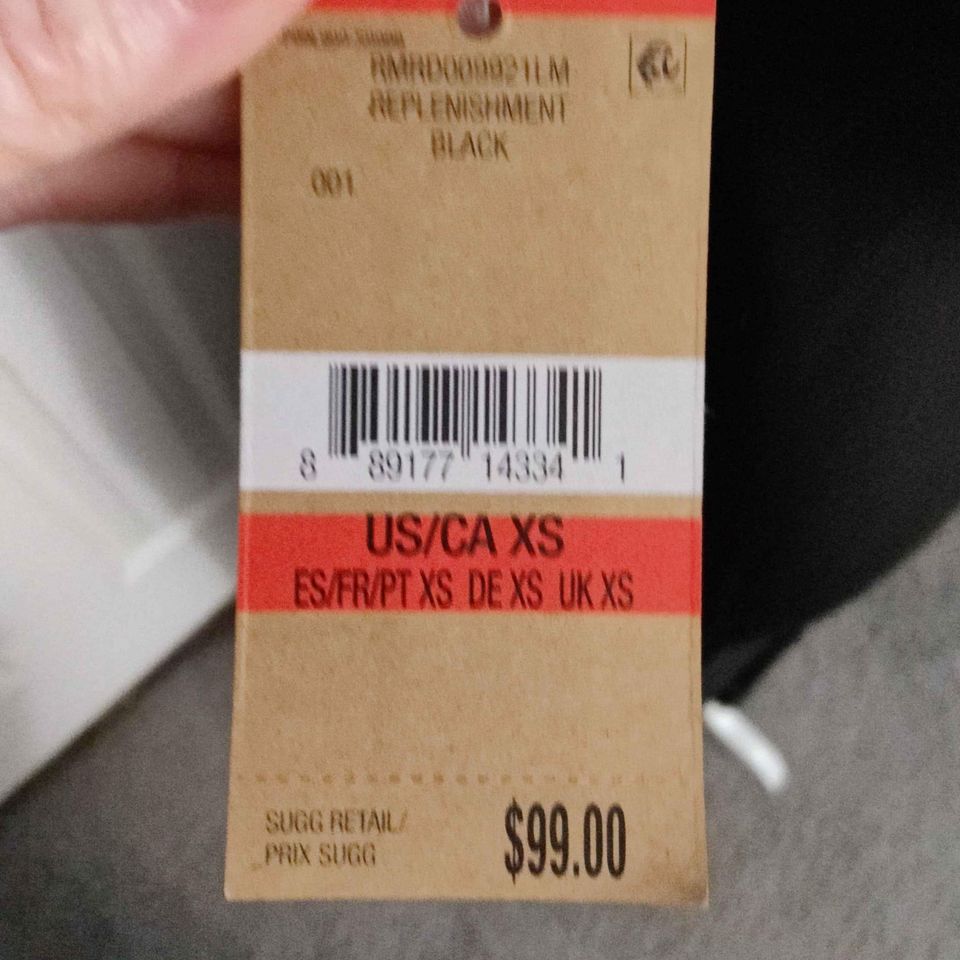 RMRD009921LM
REPLENISHMENT
BLACK
001
8 89177 14334 1
US/CA XS
ES/FR/PT XS DE XS UK XS
SUGG RETAIL/
PRIX SUGG
$99.00